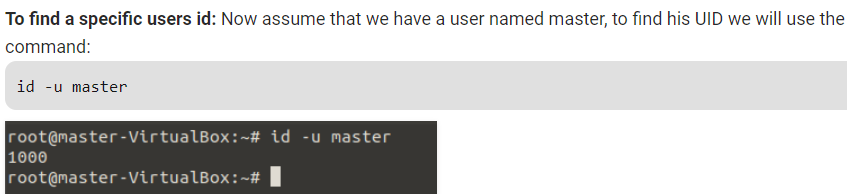 To find a specific users id: Now assume that we have a user named master, to find his UID we will use the
command:
id -u master
root@master-VirtualBox:~# id -u master
1000
root@master-VirtualBox:~#